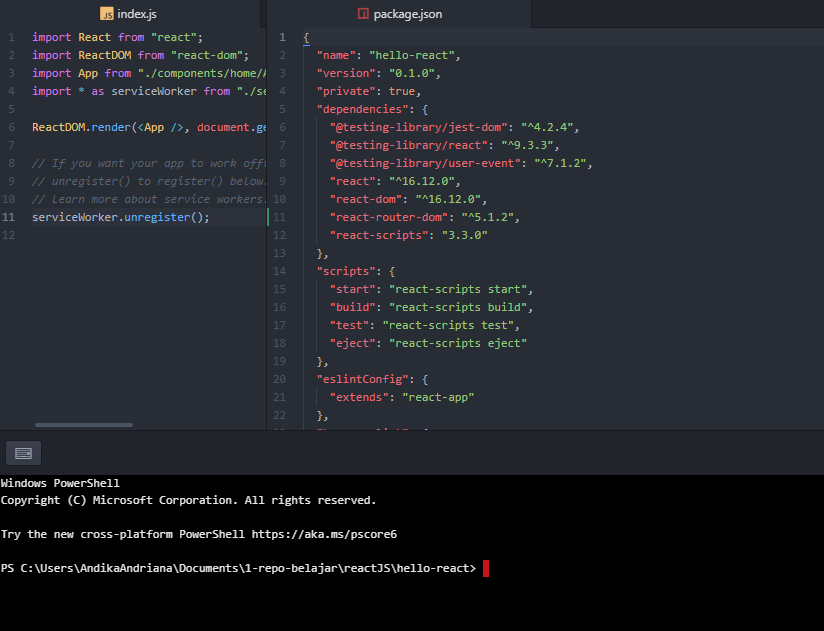 index.js
1 import React from "react";
2 import ReactDOM from "react-dom";
3 import App from "./components/home/
4 import * as serviceWorker from "./
5
6 ReactDOM.render(<App />, document.
7
8 // If you want your app to work
9 // unregister() to register() below.
10 // Learn more about service workers
11 serviceWorker.unregister();
12
package.json
1 {
2 "name": "hello-react",
3 "version": "0.1.0",
4 "private": true,
5 "dependencies": {
6 "@testing-library/jest-dom": "^4.2.4",
7 "@testing-library/react": "^9.3.3",
8 "@testing-library/user-event": "^7.1.2",
9 "react": "^16.12.0",
10 "react-dom": "^16.12.0",
11 "react-router-dom": "^5.1.2",
12 "react-scripts": "3.3.0"
13 },
14 "scripts": {
15 "start": "react-scripts start",
16 "build": "react-scripts build",
17 "test": "react-scripts test",
18 "eject": "react-scripts eject"
19 },
20 "eslintConfig": {
21 "extends": "react-app"
22 },
Windows PowerShell
Copyright (C) Microsoft Corporation. All rights reserved.
Try the new cross-platform PowerShell https://aka.ms/pscore6
PS C:\Users\AndikaAndriana\Documents\1-repo-belajar\reactJS\hello-react>